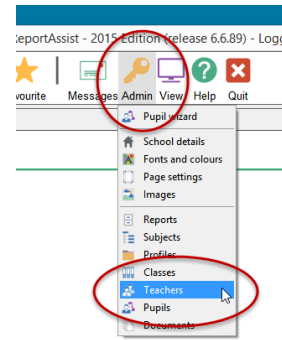 ReportAssist - 2015 Edition (release 6.6.89) - Logg
vourite Messages Admin View Help Quit
Pupil wizard
School details
Fonts and colours
Page settings
Images
Reports
Subjects
Profiles
Classes
Teachers
Pupils
Documents